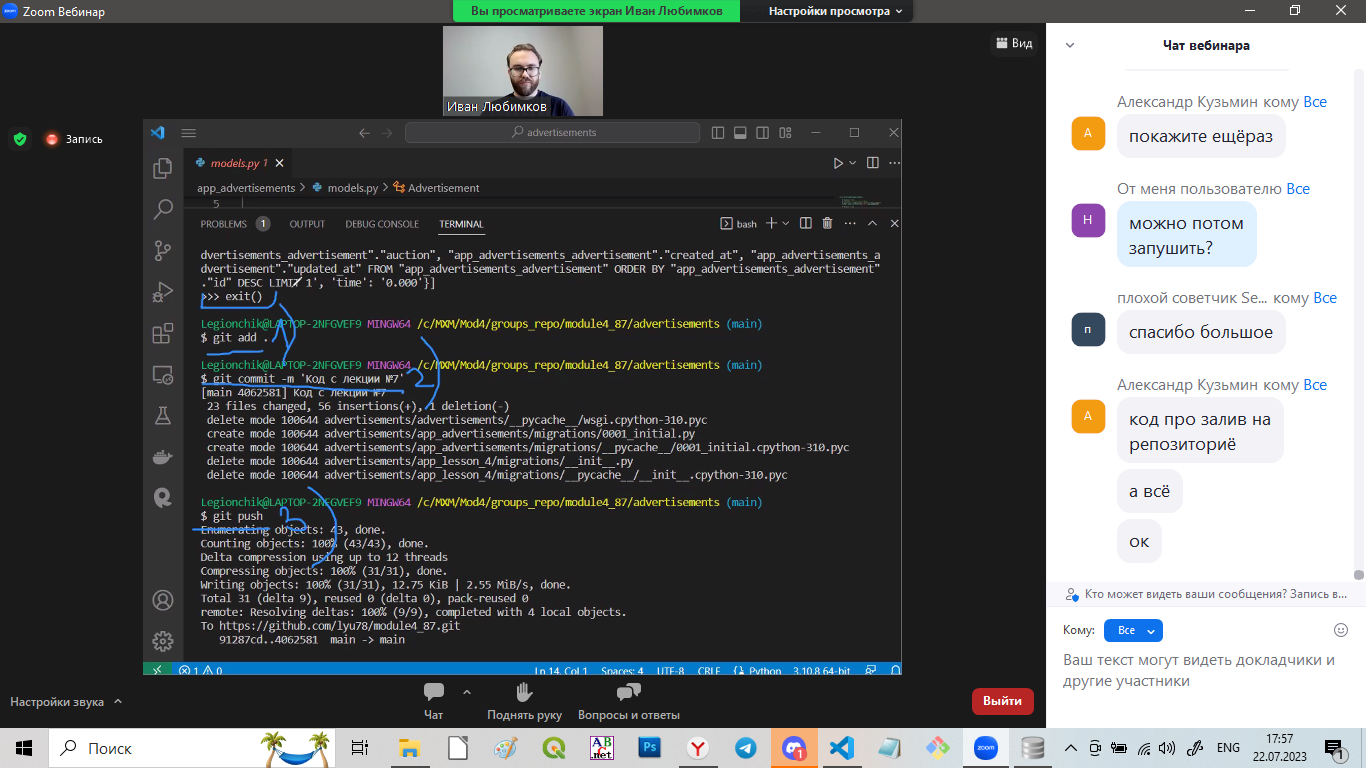 Zoom Вебинар
Вы просматриваете экран Иван Любимков
Настройки просмотра
Вид
Иван Любимков
Запись
advertisements
models.py 1
app_advertisements > models.py > Advertisement
5
PROBLEMS 1 OUTPUT DEBUG CONSOLE TERMINAL
bash
dvertisements_advertisement"."auction", "app_advertisements_advertisement"."created_at", "app_advertisements_a
dvertisement"."updated_at" FROM "app_advertisements_advertisement" ORDER BY "app_advertisements_advertisement"
."id" DESC LIMIT 1', 'time': '0.000'}]
>>> exit()
Legionchik@LAPTOP-2NFGVEF9 MINGW64 /c/MXM/Mod4/groups_repo/module4_87/advertisements (main)
$ git add .
1
Legionchik@LAPTOP-2NFGVEF9 MINGW64 /c/MXM/Mod4/groups_repo/module4_87/advertisements (main)
$ git commit -m 'Код с лекции №7'
2
[main 4062581] Код с лекции №7
23 files changed, 56 insertions(+), 1 deletion(-)
delete mode 100644 advertisements/advertisements/__pycache__/wsgi.cpython-310.pyc
create mode 100644 advertisements/app_advertisements/migrations/0001_initial.py
create mode 100644 advertisements/app_advertisements/migrations/__pycache__/0001_initial.cpython-310.pyc
delete mode 100644 advertisements/app_lesson_4/migrations/__init__.py
delete mode 100644 advertisements/app_lesson_4/migrations/__pycache__/__init__.cpython-310.pyc
Legionchik@LAPTOP-2NFGVEF9 MINGW64 /c/MXM/Mod4/groups_repo/module4_87/advertisements (main)
$ git push
3
Enumerating objects: 43, done.
Counting objects: 100% (43/43), done.
Delta compression using up to 12 threads
Compressing objects: 100% (31/31), done.
Writing objects: 100% (31/31), 12.75 KiB | 2.55 MiB/s, done.
Total 31 (delta 9), reused 0 (delta 0), pack-reused 0
remote: Resolving deltas: 100% (9/9), completed with 4 local objects.
To https://github.com/lyu78/module4_87.git
91287cd..4062581 main -> main
1 0 Ln 14, Col 1 Spaces: 4 UTF-8 CRLF Python 3.10.8 64-bit
Настройки звука
Чат
Поднять руку
Вопросы и ответы
Выйти
Чат вебинара
Александр Кузьмин кому Все
А
покажите ещёраз
От меня пользователю Все
Н
можно потом
запушить?
плохой советчик Se... кому Все
п
спасибо большое
Александр Кузьмин кому Все
А
код про залив на
репозиториё
а всё
ок
Кто может видеть ваши сообщения? Запись в...
Кому: Все
Ваш текст могут видеть докладчики и
другие участники
Поиск
AB
.net
Ps
Y
1
zoom
ENG
17:57
22.07.2023
1